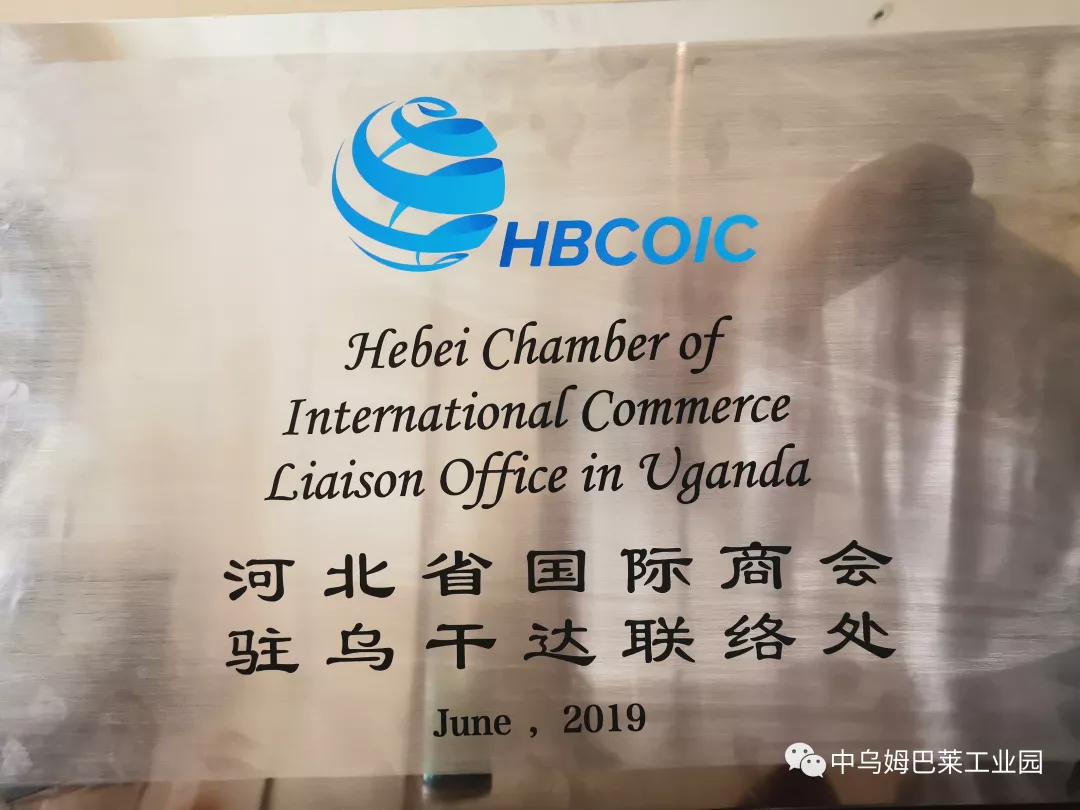 HBCOIC
Hebei Chamber of
International Commerce
Liaison Office in Uganda
河北省国际商会
驻乌干达联络处
June , 2019
中乌姆巴莱工业园